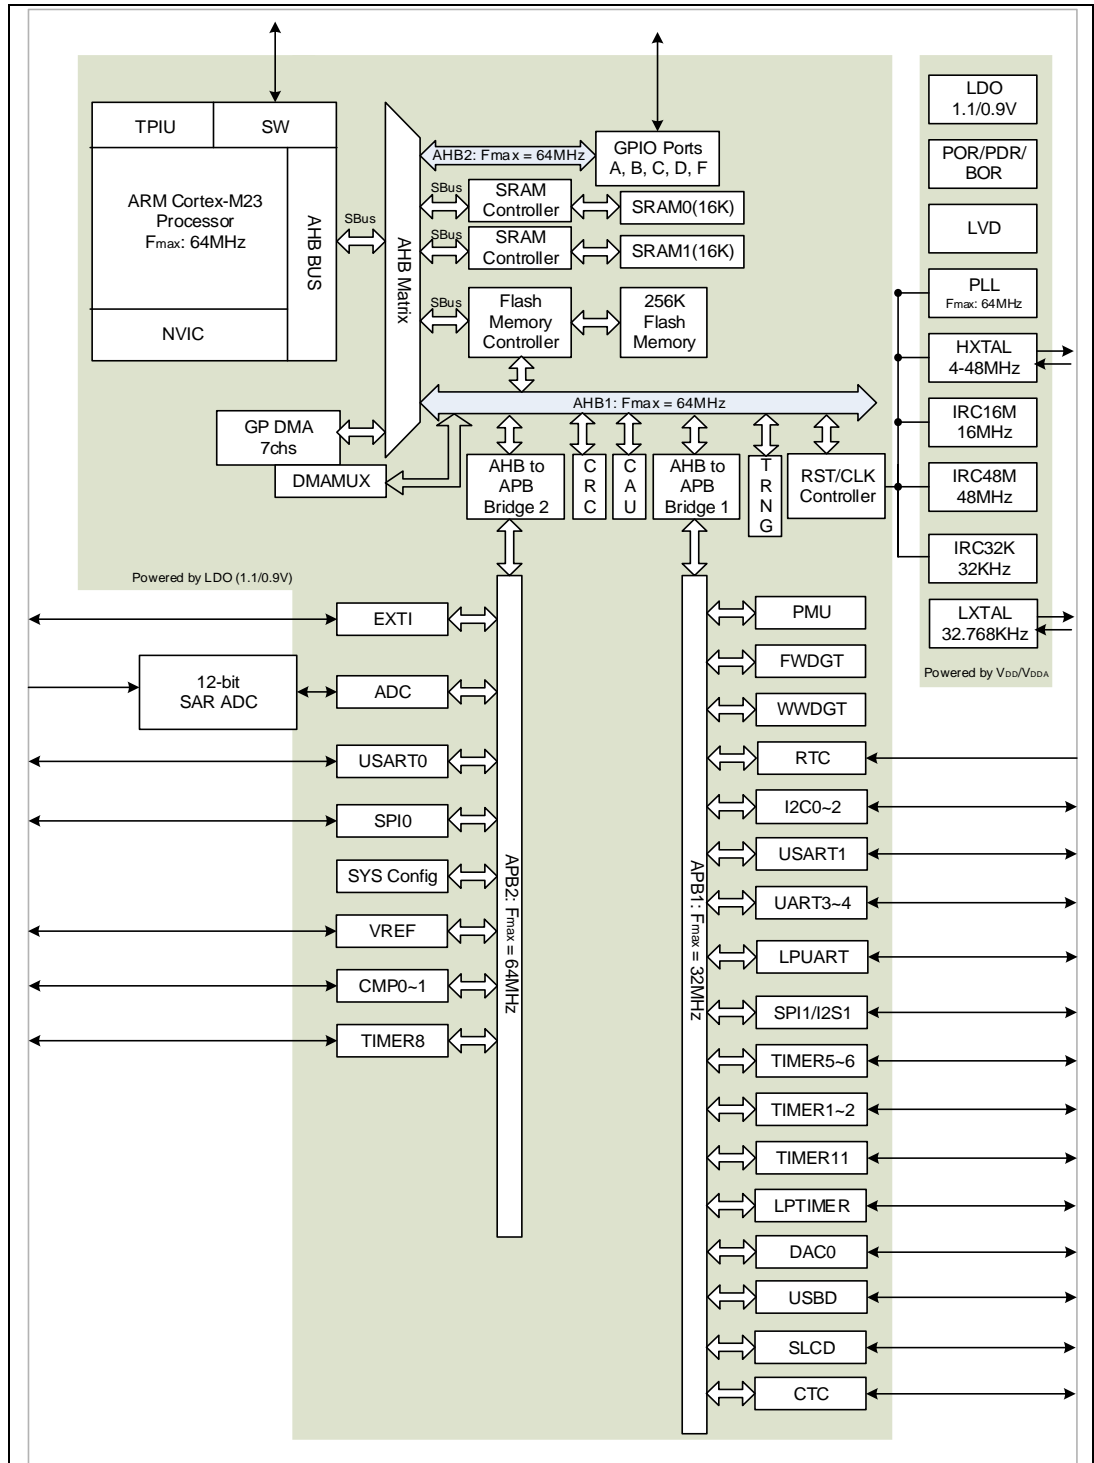 TPIU
SW
ARM Cortex-M23
Processor
Fmax: 64MHz
AHB BUS
NVIC
SBus
AHB Matrix
AHB2: Fmax = 64MHz
GPIO Ports
A, B, C, D, F
SBus
SRAM
Controller
SRAM0(16K)
SBus
SRAM
Controller
SRAM1(16K)
SBus
Flash
Memory
Controller
256K
Flash
Memory
AHB1: Fmax = 64MHz
GP DMA
7chs
DMAMUX
AHB to
APB
Bridge 2
C
R
C
C
A
U
AHB to
APB
Bridge 1
T
R
N
G
RST/CLK
Controller
Powered by LDO (1.1/0.9V)
LDO
1.1/0.9V
POR/PDR/
BOR
LVD
PLL
Fmax: 64MHz
HXTAL
4-48MHz
IRC16M
16MHz
IRC48M
48MHz
IRC32K
32KHz
LXTAL
32.768KHz
Powered by VDD/VDDA
EXTI
12-bit
SAR ADC
ADC
USART0
SPI0
SYS Config
VREF
CMP0~1
TIMER8
APB2: Fmax = 64MHz
APB1: Fmax = 32MHz
PMU
FWDGT
WWDGT
RTC
I2C0~2
USART1
UART3~4
LPUART
SPI1/I2S1
TIMER5~6
TIMER1~2
TIMER11
LPTIMER
DAC0
USBD
SLCD
CTC